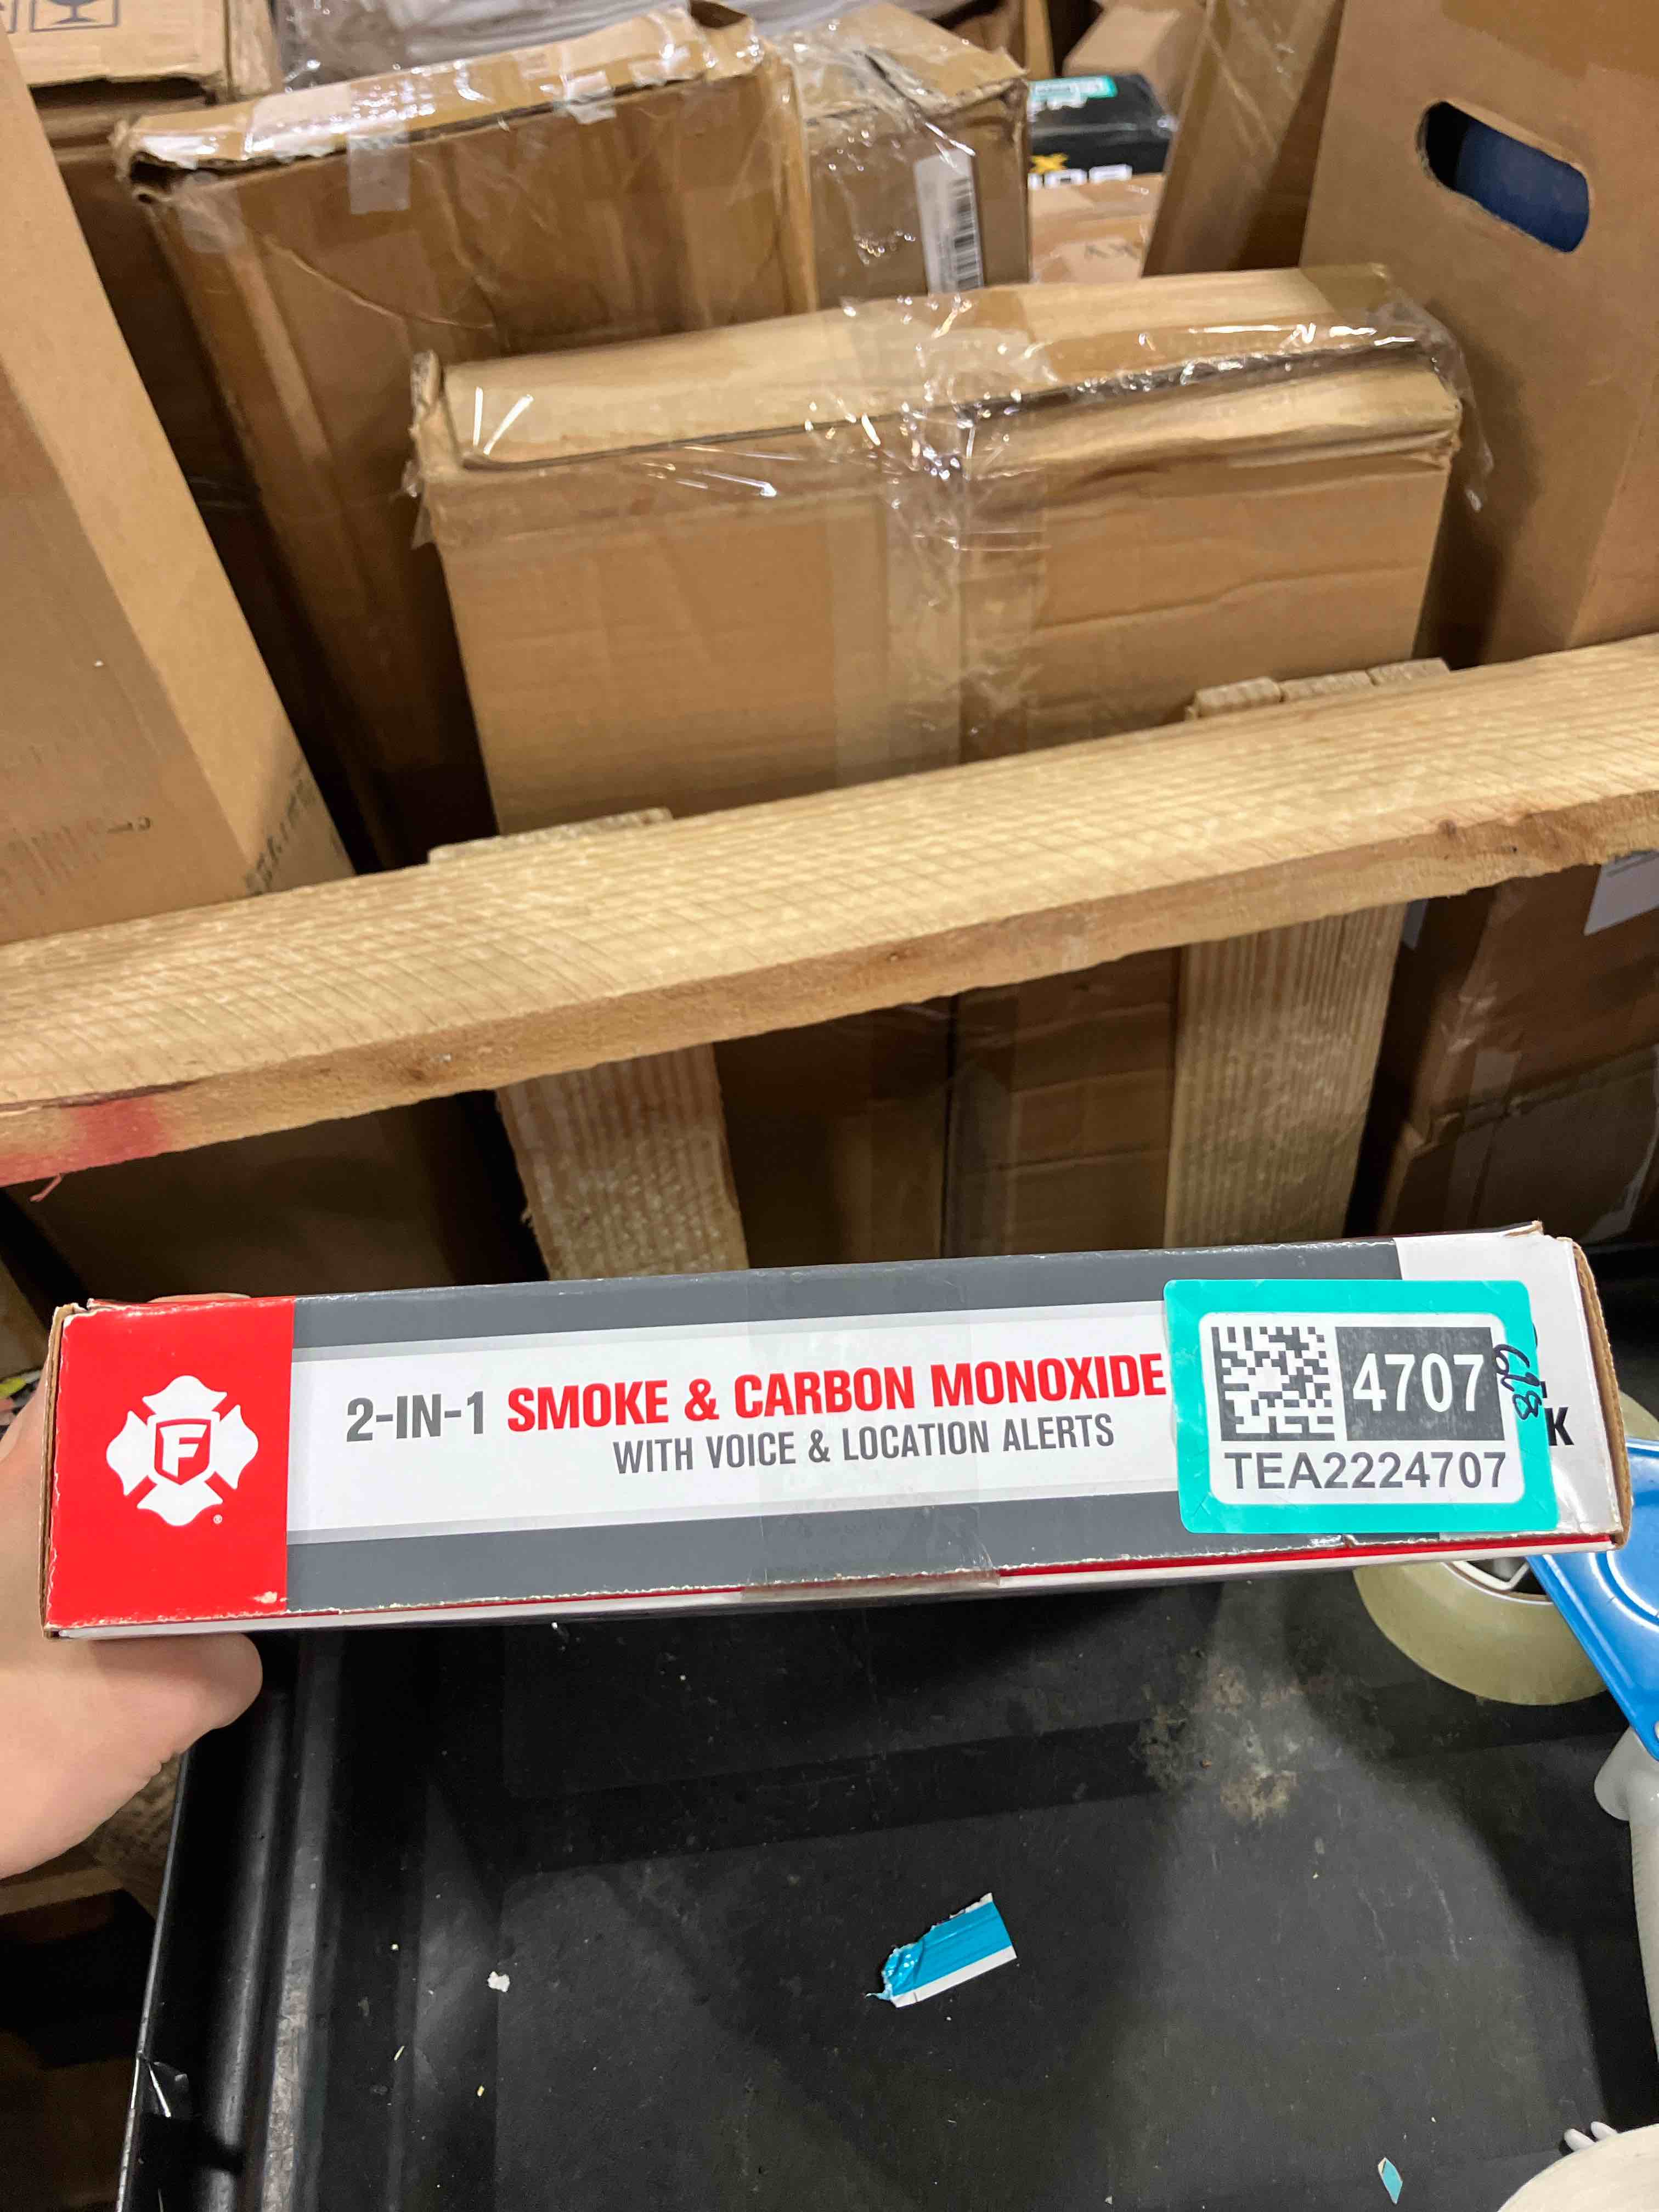 2-IN-1 SMOKE & CARBON MONOXIDE
WITH VOICE & LOCATION ALERTS
4707
TEA2224707
618
K
F